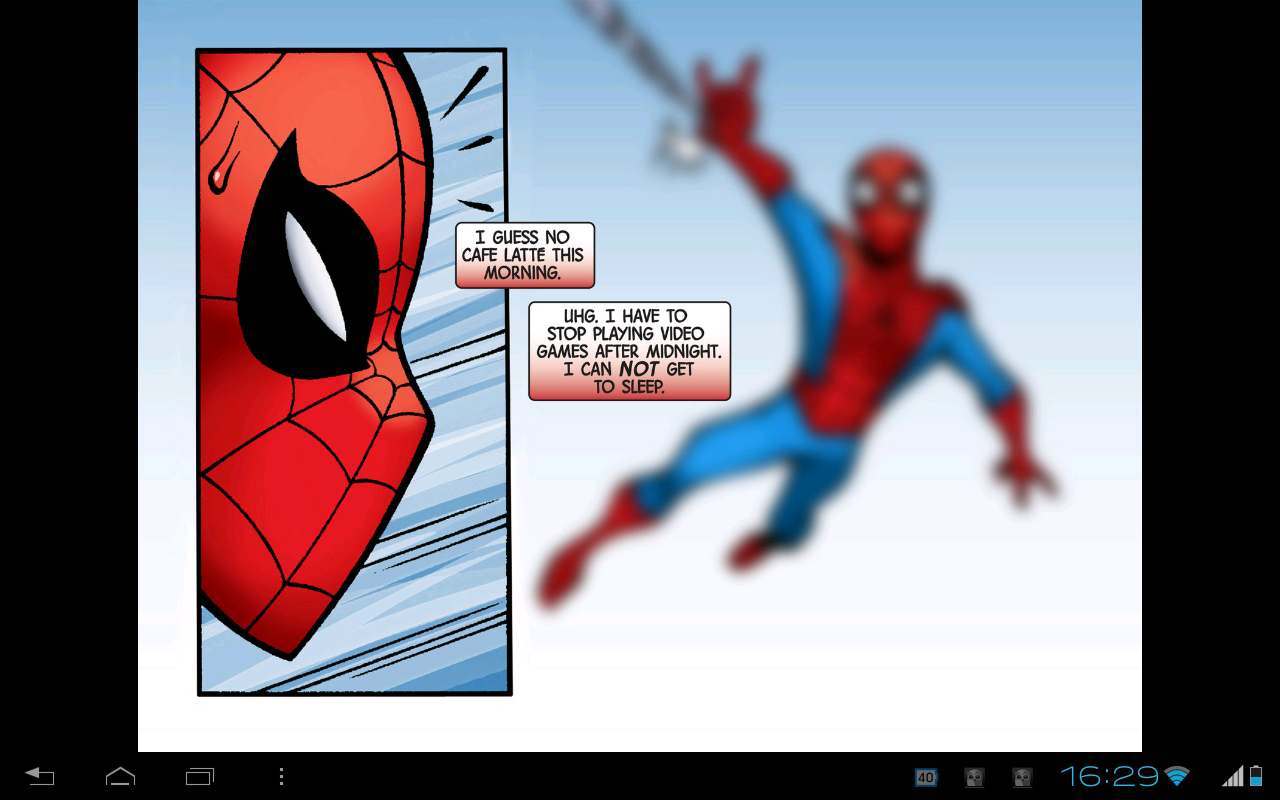 I GUESS NO
CAFE LATTÉ THIS
MORNING.
UHG. I HAVE TO
STOP PLAYING VIDEO
GAMES AFTER MIDNIGHT.
I CAN NOT GET
TO SLEEP.
40
16:29